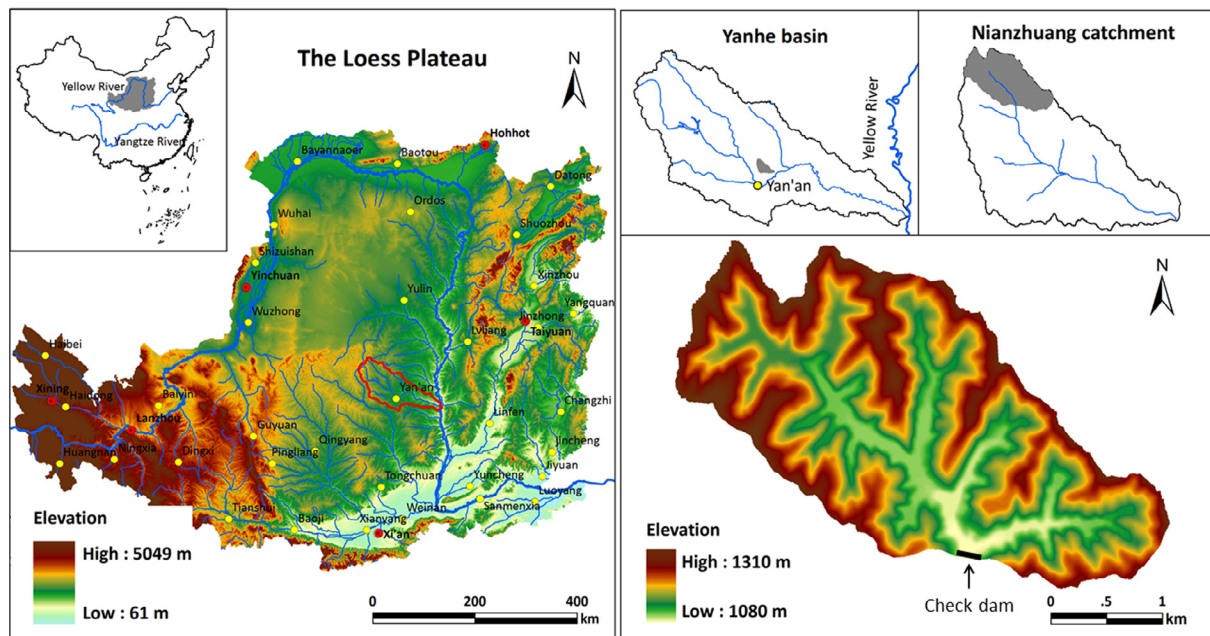 The Loess Plateau
N
Yellow River
Yangtze River
Hohhot
Bayannaoer
Baotou
Datong
Ordos
Wuhai
Shuozhou
Shizuishan
Xinzhou
Yinchuan
Yulin
Yangquan
Wuzhong
Jinzhong
Taiyuan
Lvliang
Haibei
Xining
Haidong
Baiyin
Yan'an
Changzhi
Lanzhou
Linfen
Guyuan
Qingyang
Huangnan
Ningxia
Dingxi
Pingliang
Jincheng
Jiyuan
Tongchuan
Yuncheng
Luoyang
Weinan
Sanmenxia
Tianshui
Baoji
Xianyang
Xi'an
Elevation
High : 5049 m
Low : 61 m
0 200 400
km
Yanhe basin
Yellow River
Yan'an
Nianzhuang catchment
N
Elevation
High : 1310 m
Low : 1080 m
Check dam
0 .5 1
km